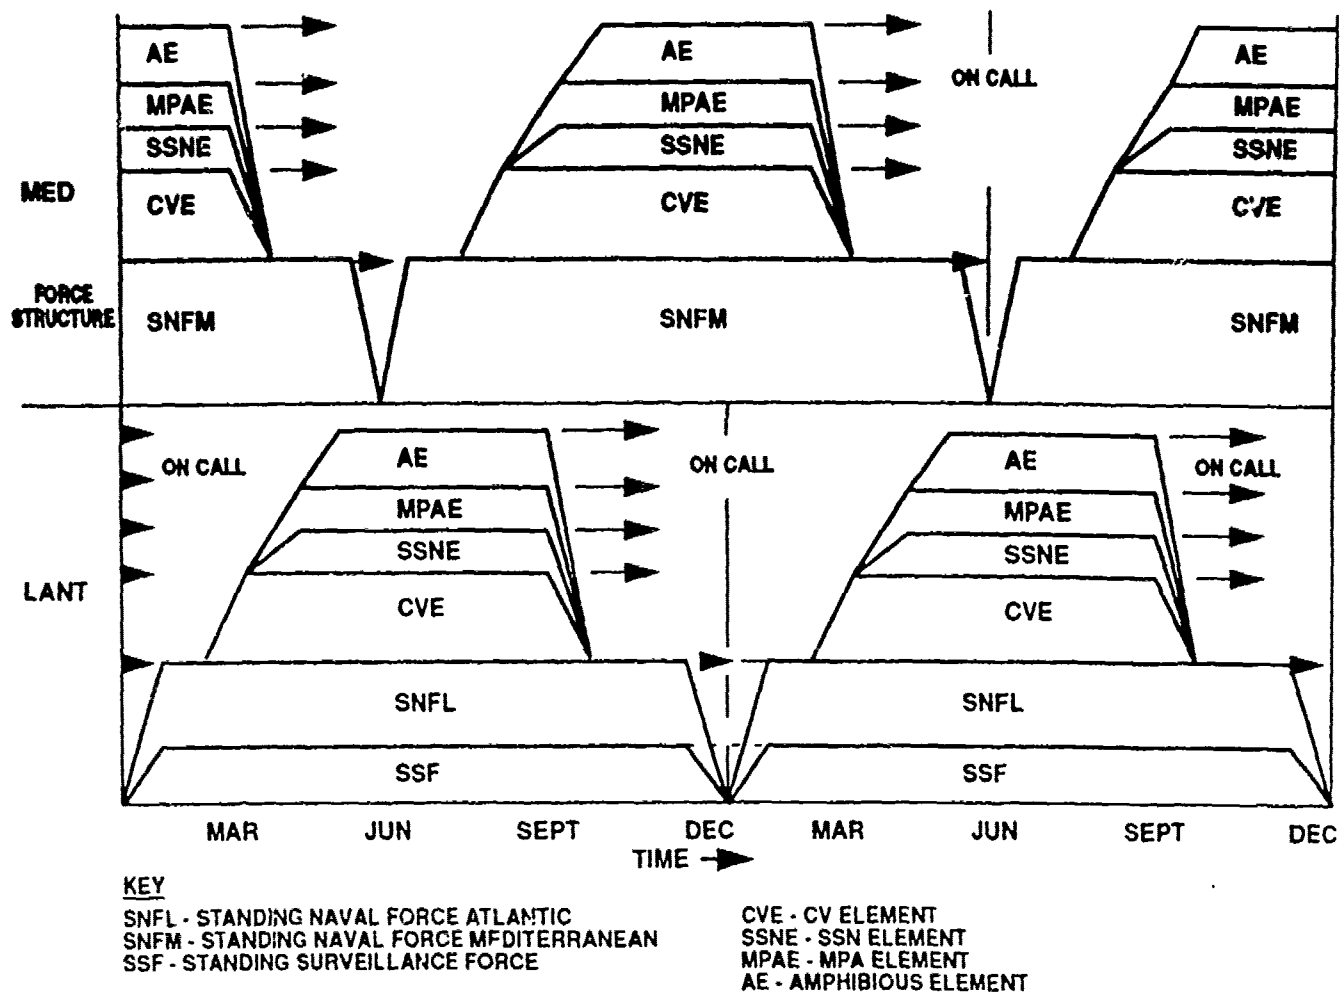 AE
AE
AE
ON CALL
MPAE
MPAE
MPAE
SSNE
SSNE
SSNE
MED
CVE
CVE
CVE
FORCE
STRUCTURE
SNFM
SNFM
SNFM
ON CALL
AE
ON CALL
AE
ON CALL
MPAE
MPAE
SSNE
SSNE
LANT
CVE
CVE
SNFL
SNFL
SSF
SSF
MAR JUN SEPT DEC MAR JUN SEPT DEC
TIME
KEY
SNFL - STANDING NAVAL FORCE ATLANTIC
SNFM - STANDING NAVAL FORCE MEDITERRANEAN
SSF - STANDING SURVEILLANCE FORCE
CVE - CV ELEMENT
SSNE - SSN ELEMENT
MPAE - MPA ELEMENT
AE - AMPHIBIOUS ELEMENT